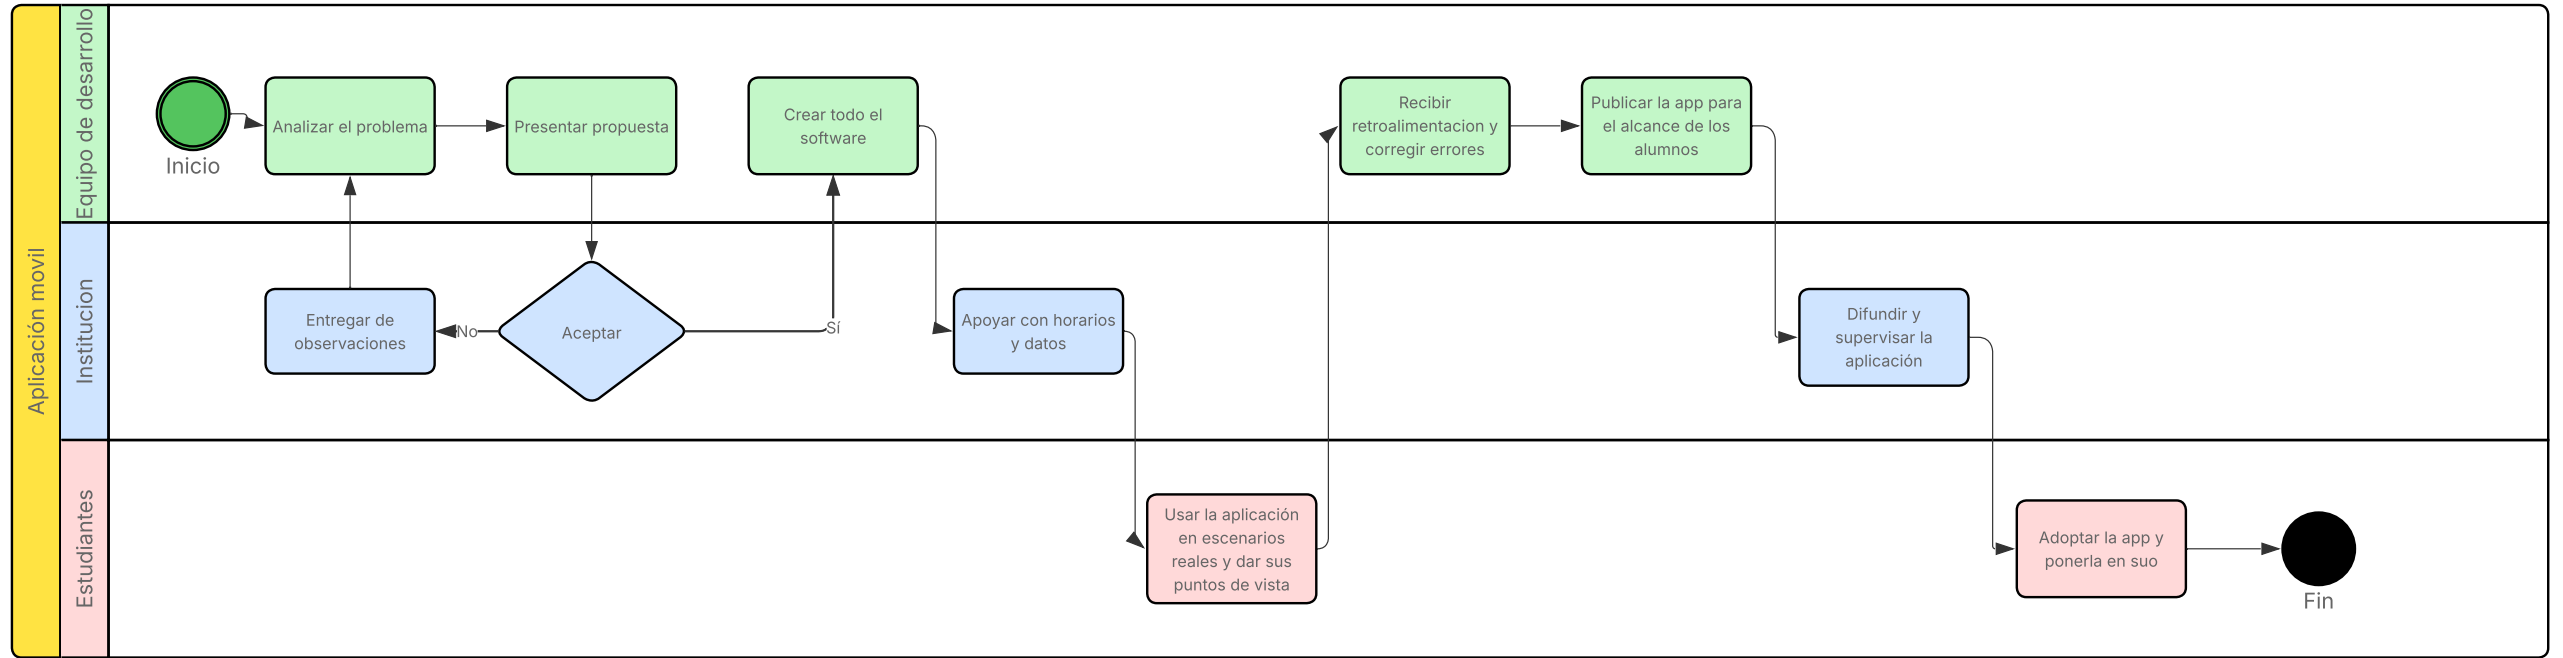 Aplicación movil
Equipo de desarrollo
Inicio
Analizar el problema
Presentar propuesta
Crear todo el
software
Recibir
retroalimentacion y
corregir errores
Publicar la app para
el alcance de los
alumnos
Institucion
Entregar de
observaciones
No
Aceptar
Sí
Apoyar con horarios
y datos
Difundir y
supervisar la
aplicación
Estudiantes
Usar la aplicación
en escenarios
reales y dar sus
puntos de vista
Adoptar la app y
ponerla en suo
Fin